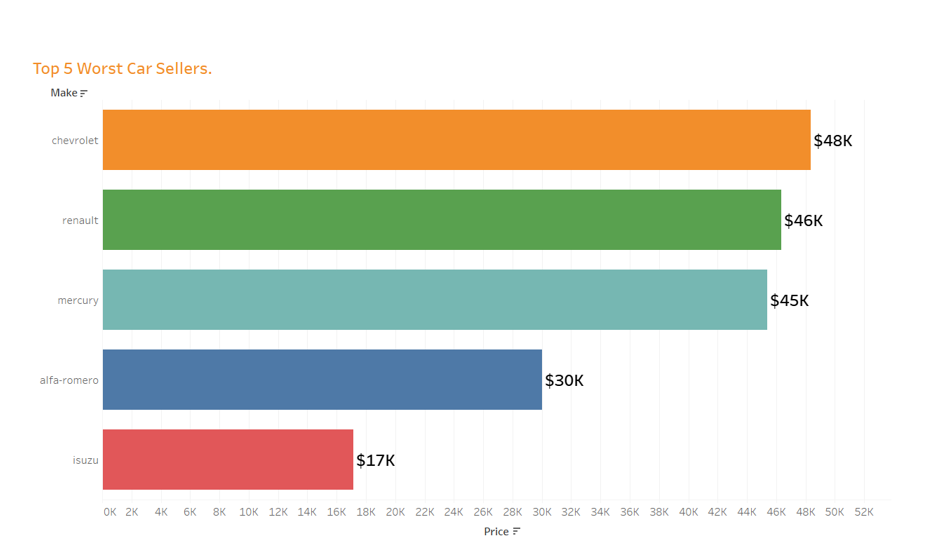 Top 5 Worst Car Sellers.
Make
chevrolet $48K
renault $46K
mercury $45K
alfa-romero $30K
isuzu $17K
0K 2K 4K 6K 8K 10K 12K 14K 16K 18K 20K 22K 24K 26K 28K 30K 32K 34K 36K 38K 40K 42K 44K 46K 48K 50K 52K
Price